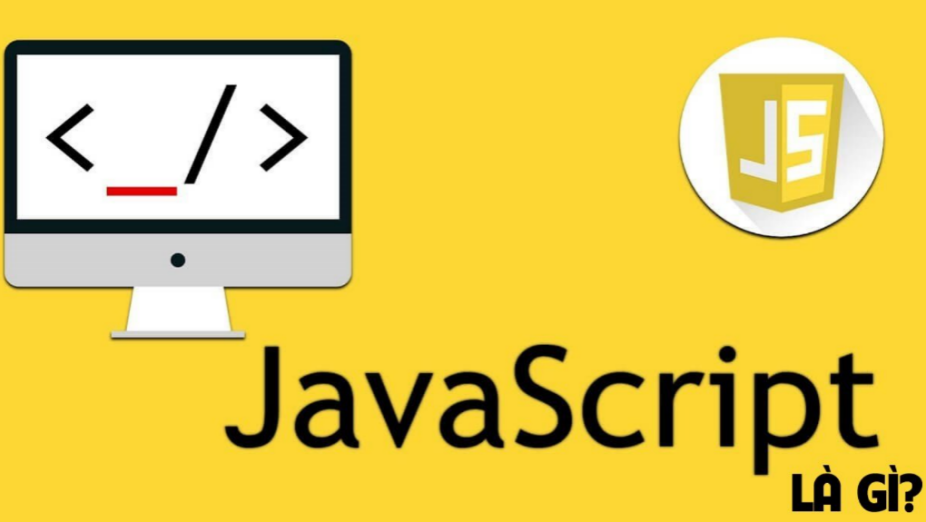 <_/>
JS
JavaScript
LÀ GÌ?